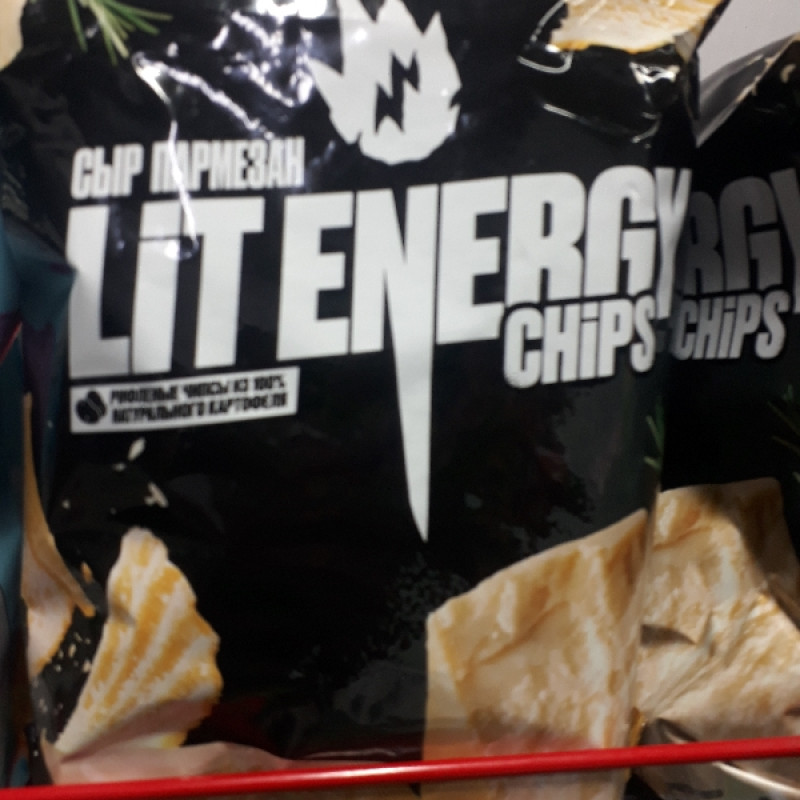 СЫР ПАРМЕЗАН
LiT ENERGY
CHiPS
РИФЛЕНЫЕ ЧИПСЫ ИЗ 100%
НАТУРАЛЬНОГО КАРТОФЕЛЯ
RGY
CHiPS